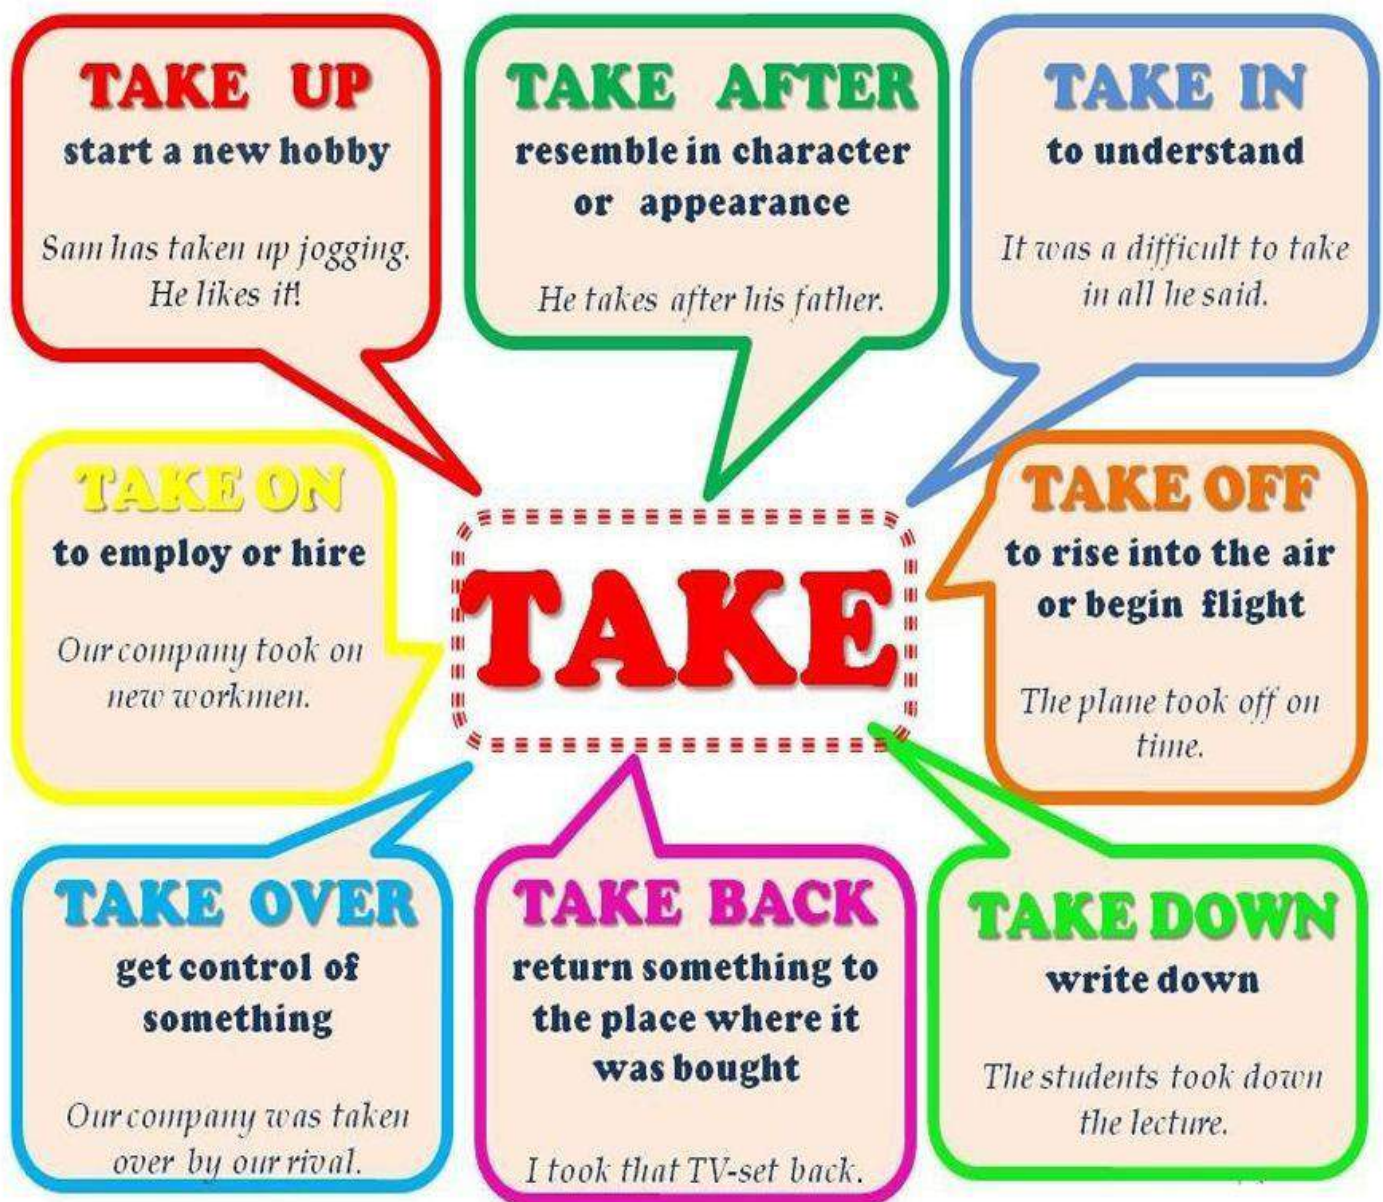 TAKE UP
start a new hobby
Sam has taken up jogging.
He likes it!
TAKE AFTER
resemble in character
or appearance
He takes after his father.
TAKE IN
to understand
It was a difficult to take
in all he said.
TAKE ON
to employ or hire
Our company took on
new workmen.
TAKE
TAKE OFF
to rise into the air
or begin flight
The plane took off on
time.
TAKE OVER
get control of
something
Our company was taken
over by our rival.
TAKE BACK
return something to
the place where it
was bought
I took that TV-set back.
TAKE DOWN
write down
The students took down
the lecture.